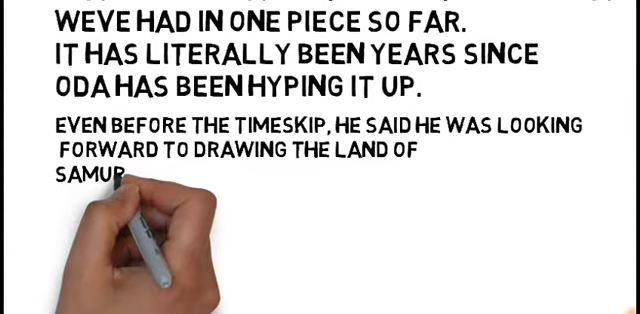 WEVE HAD IN ONE PIECE SO FAR.
IT HAS LITERALLY BEEN YEARS SINCE
ODA HAS BEEN HYPING IT UP.
EVEN BEFORE THE TIMESKIP, HE SAID HE WAS LOOKING
FORWARD TO DRAWING THE LAND OF
SAMUR